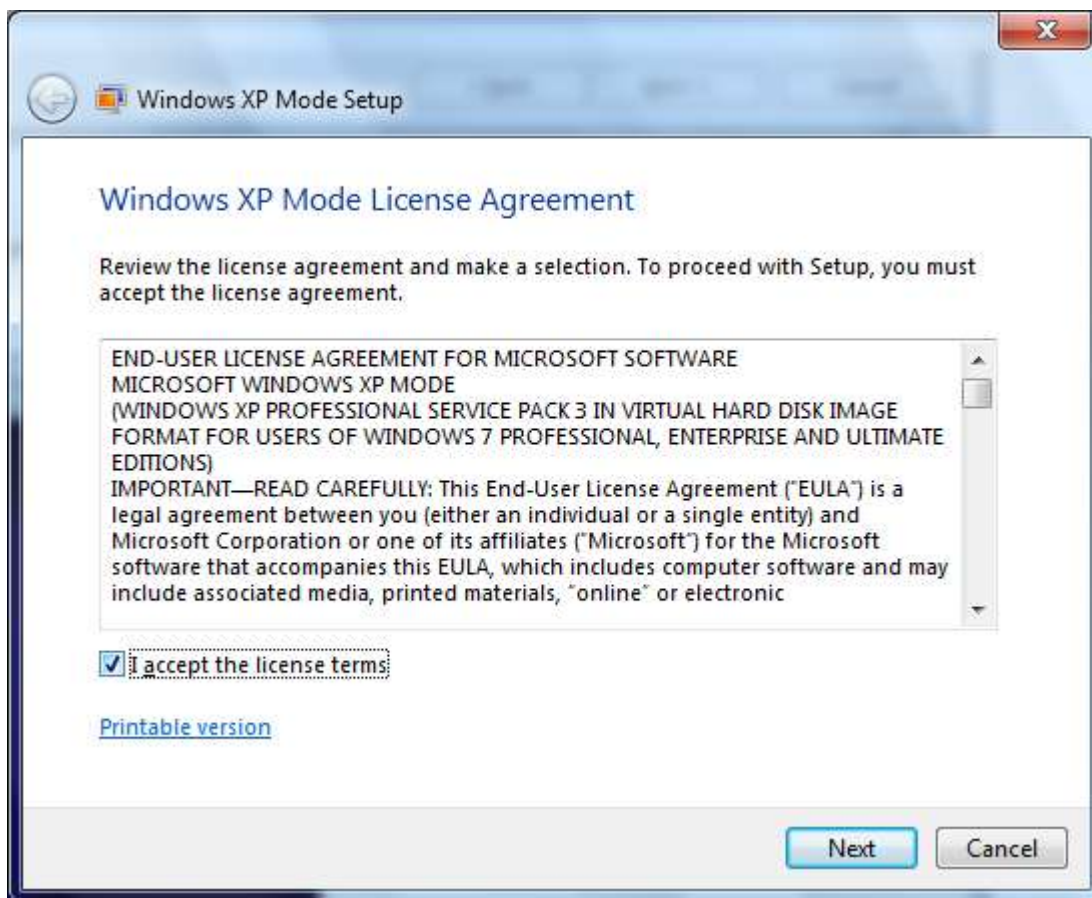 Windows XP Mode Setup
Windows XP Mode License Agreement
Review the license agreement and make a selection. To proceed with Setup, you must
accept the license agreement.
END-USER LICENSE AGREEMENT FOR MICROSOFT SOFTWARE
MICROSOFT WINDOWS XP MODE
(WINDOWS XP PROFESSIONAL SERVICE PACK 3 IN VIRTUAL HARD DISK IMAGE
FORMAT FOR USERS OF WINDOWS 7 PROFESSIONAL, ENTERPRISE AND ULTIMATE
EDITIONS)
IMPORTANT—READ CAREFULLY: This End-User License Agreement ("EULA") is a
legal agreement between you (either an individual or a single entity) and
Microsoft Corporation or one of its affiliates ("Microsoft") for the Microsoft
software that accompanies this EULA, which includes computer software and may
include associated media, printed materials, "online" or electronic
I accept the license terms
Printable version
Next
Cancel